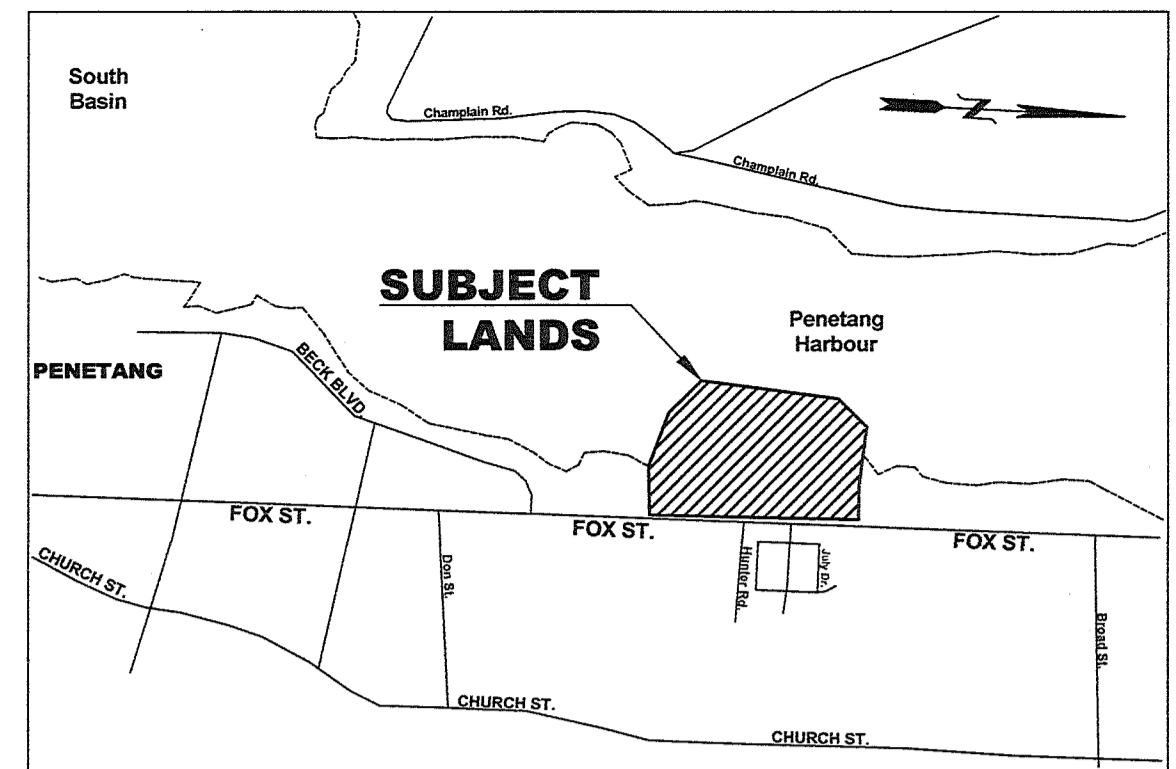 South
Basin
Champlain Rd.
Champlain Rd.
N
SUBJECT
LANDS
Penetang
Harbour
PENETANG
BECK BLVD.
FOX ST.
FOX ST.
FOX ST.
CHURCH ST.
Don St.
Hunter Rd.
July Dr.
Broad St.
CHURCH ST.
CHURCH ST.